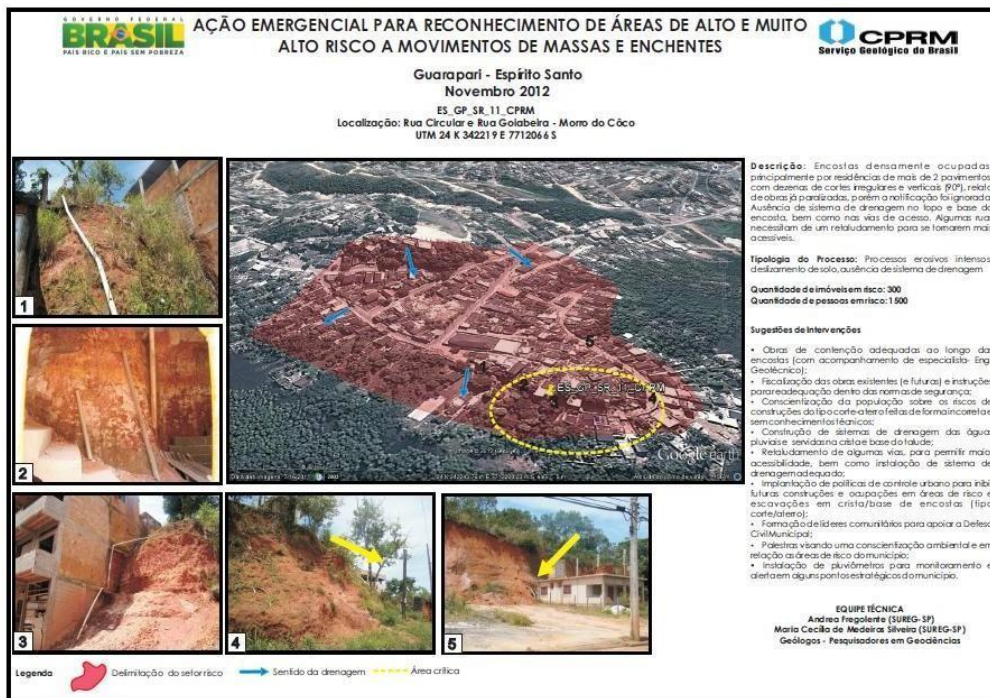 GOVERNO FEDERAL
BRASIL
PAÍS RICO É PAÍS SEM POBREZA
AÇÃO EMERGENCIAL PARA RECONHECIMENTO DE ÁREAS DE ALTO E MUITO
ALTO RISCO A MOVIMENTOS DE MASSAS E ENCHENTES
CPRM
Serviço Geológico do Brasil
Guarapari - Espírito Santo
Novembro 2012
ES_GP_SR_11_CPRM
Localização: Rua Circular e Rua Goiabeira - Morro do Côco
UTM 24 K 342219 E 7712066 S
1
2
3
4
5
1
5
ES_GP_SR_11_CPRM
Google earth
Descrição: Encostas densamente ocupadas
principalmente por residências de mais de 2 pavimentos
com dezenas de cortes irregulares e verticais (90°), relato
de obras já paralizadas, porém a notificação foi ignorada
Ausência de sistema de drenagem no topo e base da
encosta, bem como nas vias de acesso. Algumas rua
necessitam de um retaludamento para se tornarem mais
acessíveis.
Tipologia do Processo: Processos erosivos intensos
deslizamento de solo, ausência de sistema de drenagem
Quantidade de imóveis em risco: 300
Quantidade de pessoas em risco: 1500
Sugestões de Intervenções
• Obras de contenção adequadas ao longo das
encostas (com acompanhamento de especialista- Eng
Geotécnico);
• Fiscalização das obras existentes (e futuras) e instruções
para readequação dentro das normas de segurança;
• Conscientização da população sobre os riscos de
construções do tipo corte-aterro feitas de forma incorreta e
sem conhecimentos técnicos;
• Construção de sistemas de drenagem das água
pluviais e servidas na crista e base do talude;
• Retaludamento de algumas vias, para permitir maio
acessibilidade, bem como instalação de sistema de
drenagem adequado;
• Implantação de políticas de controle urbano para inibi
futuras construções e ocupações em áreas de risco e
escavações em crista/base de encostas (tipo
corte/aterro);
• Formação de líderes comunitários para apoiar a Defesa
Civil Municipal;
• Palestras visando uma conscientização ambiental e em
relação as áreas de risco do município;
• Instalação de pluviômetros para monitoramento e
alerta em alguns pontos estratégicos do município.
EQUIPE TÉCNICA
Andrea Fregolente (SUREG-SP)
Maria Cecília de Medeiros Silveira (SUREG-SP)
Geólogos - Pesquisadores em Geociências
Legenda
Delimitação do setor risco
Sentido da drenagem
Área crítica